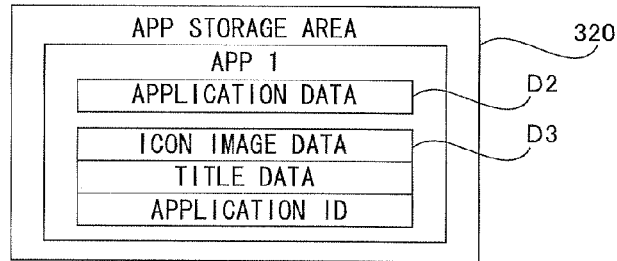 APP STORAGE AREA
320
APP 1
APPLICATION DATA
D2
ICON IMAGE DATA
D3
TITLE DATA
APPLICATION ID